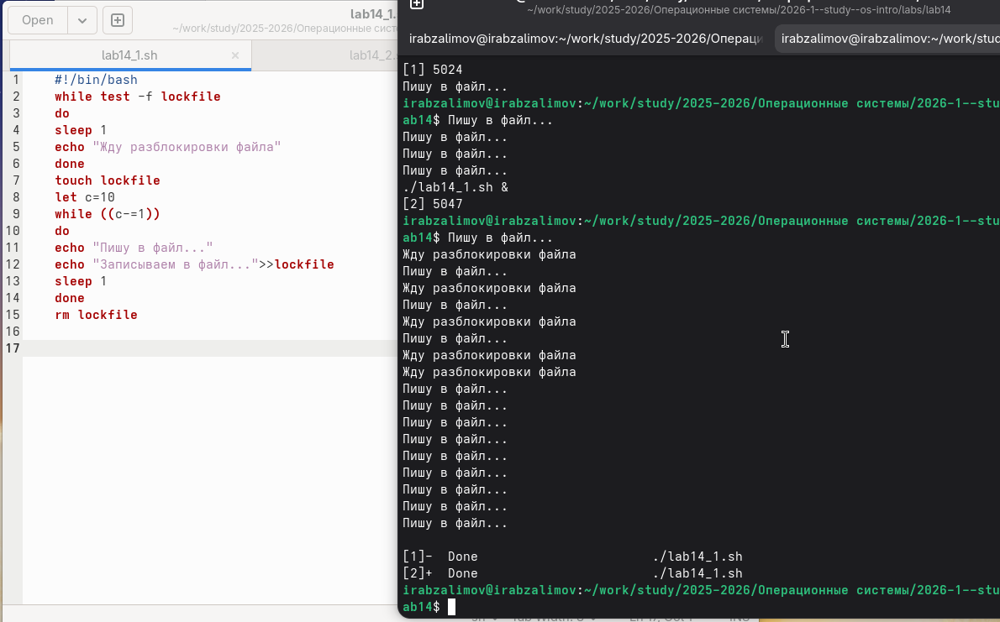 Open
lab14_1.
~/work/study/2025-2026/Операционные сист
lab14_1.sh
lab14_2.
1 #!/bin/bash
2 while test -f lockfile
3 do
4 sleep 1
5 echo "Жду разблокировки файла"
6 done
7 touch lockfile
8 let c=10
9 while ((c-=1))
10 do
11 echo "Пишу в файл..."
12 echo "Записываем в файл...">>lockfile
13 sleep 1
14 done
15 rm lockfile
16
17
~/work/study/2025-2026/Операционные системы/2026-1--study--os-intro/labs/lab14
irabzalimov@irabzalimov:~/work/study/2025-2026/Операци
irabzalimov@irabzalimov:~/work/stud
[1] 5024
Пишу в файл...
irabzalimov@irabzalimov:~/work/study/2025-2026/Операционные системы/2026-1--stu
ab14$ Пишу в файл...
Пишу в файл...
Пишу в файл...
Пишу в файл...
./lab14_1.sh &
[2] 5047
irabzalimov@irabzalimov:~/work/study/2025-2026/Операционные системы/2026-1--stu
ab14$ Пишу в файл...
Жду разблокировки файла
Пишу в файл...
Жду разблокировки файла
Пишу в файл...
Жду разблокировки файла
Пишу в файл...
Жду разблокировки файла
Жду разблокировки файла
Пишу в файл...
Пишу в файл...
Пишу в файл...
Пишу в файл...
Пишу в файл...
Пишу в файл...
Пишу в файл...
Пишу в файл...
Пишу в файл...
[1]- Done ./lab14_1.sh
[2]+ Done ./lab14_1.sh
irabzalimov@irabzalimov:~/work/study/2025-2026/Операционные системы/2026-1--stu
ab14$